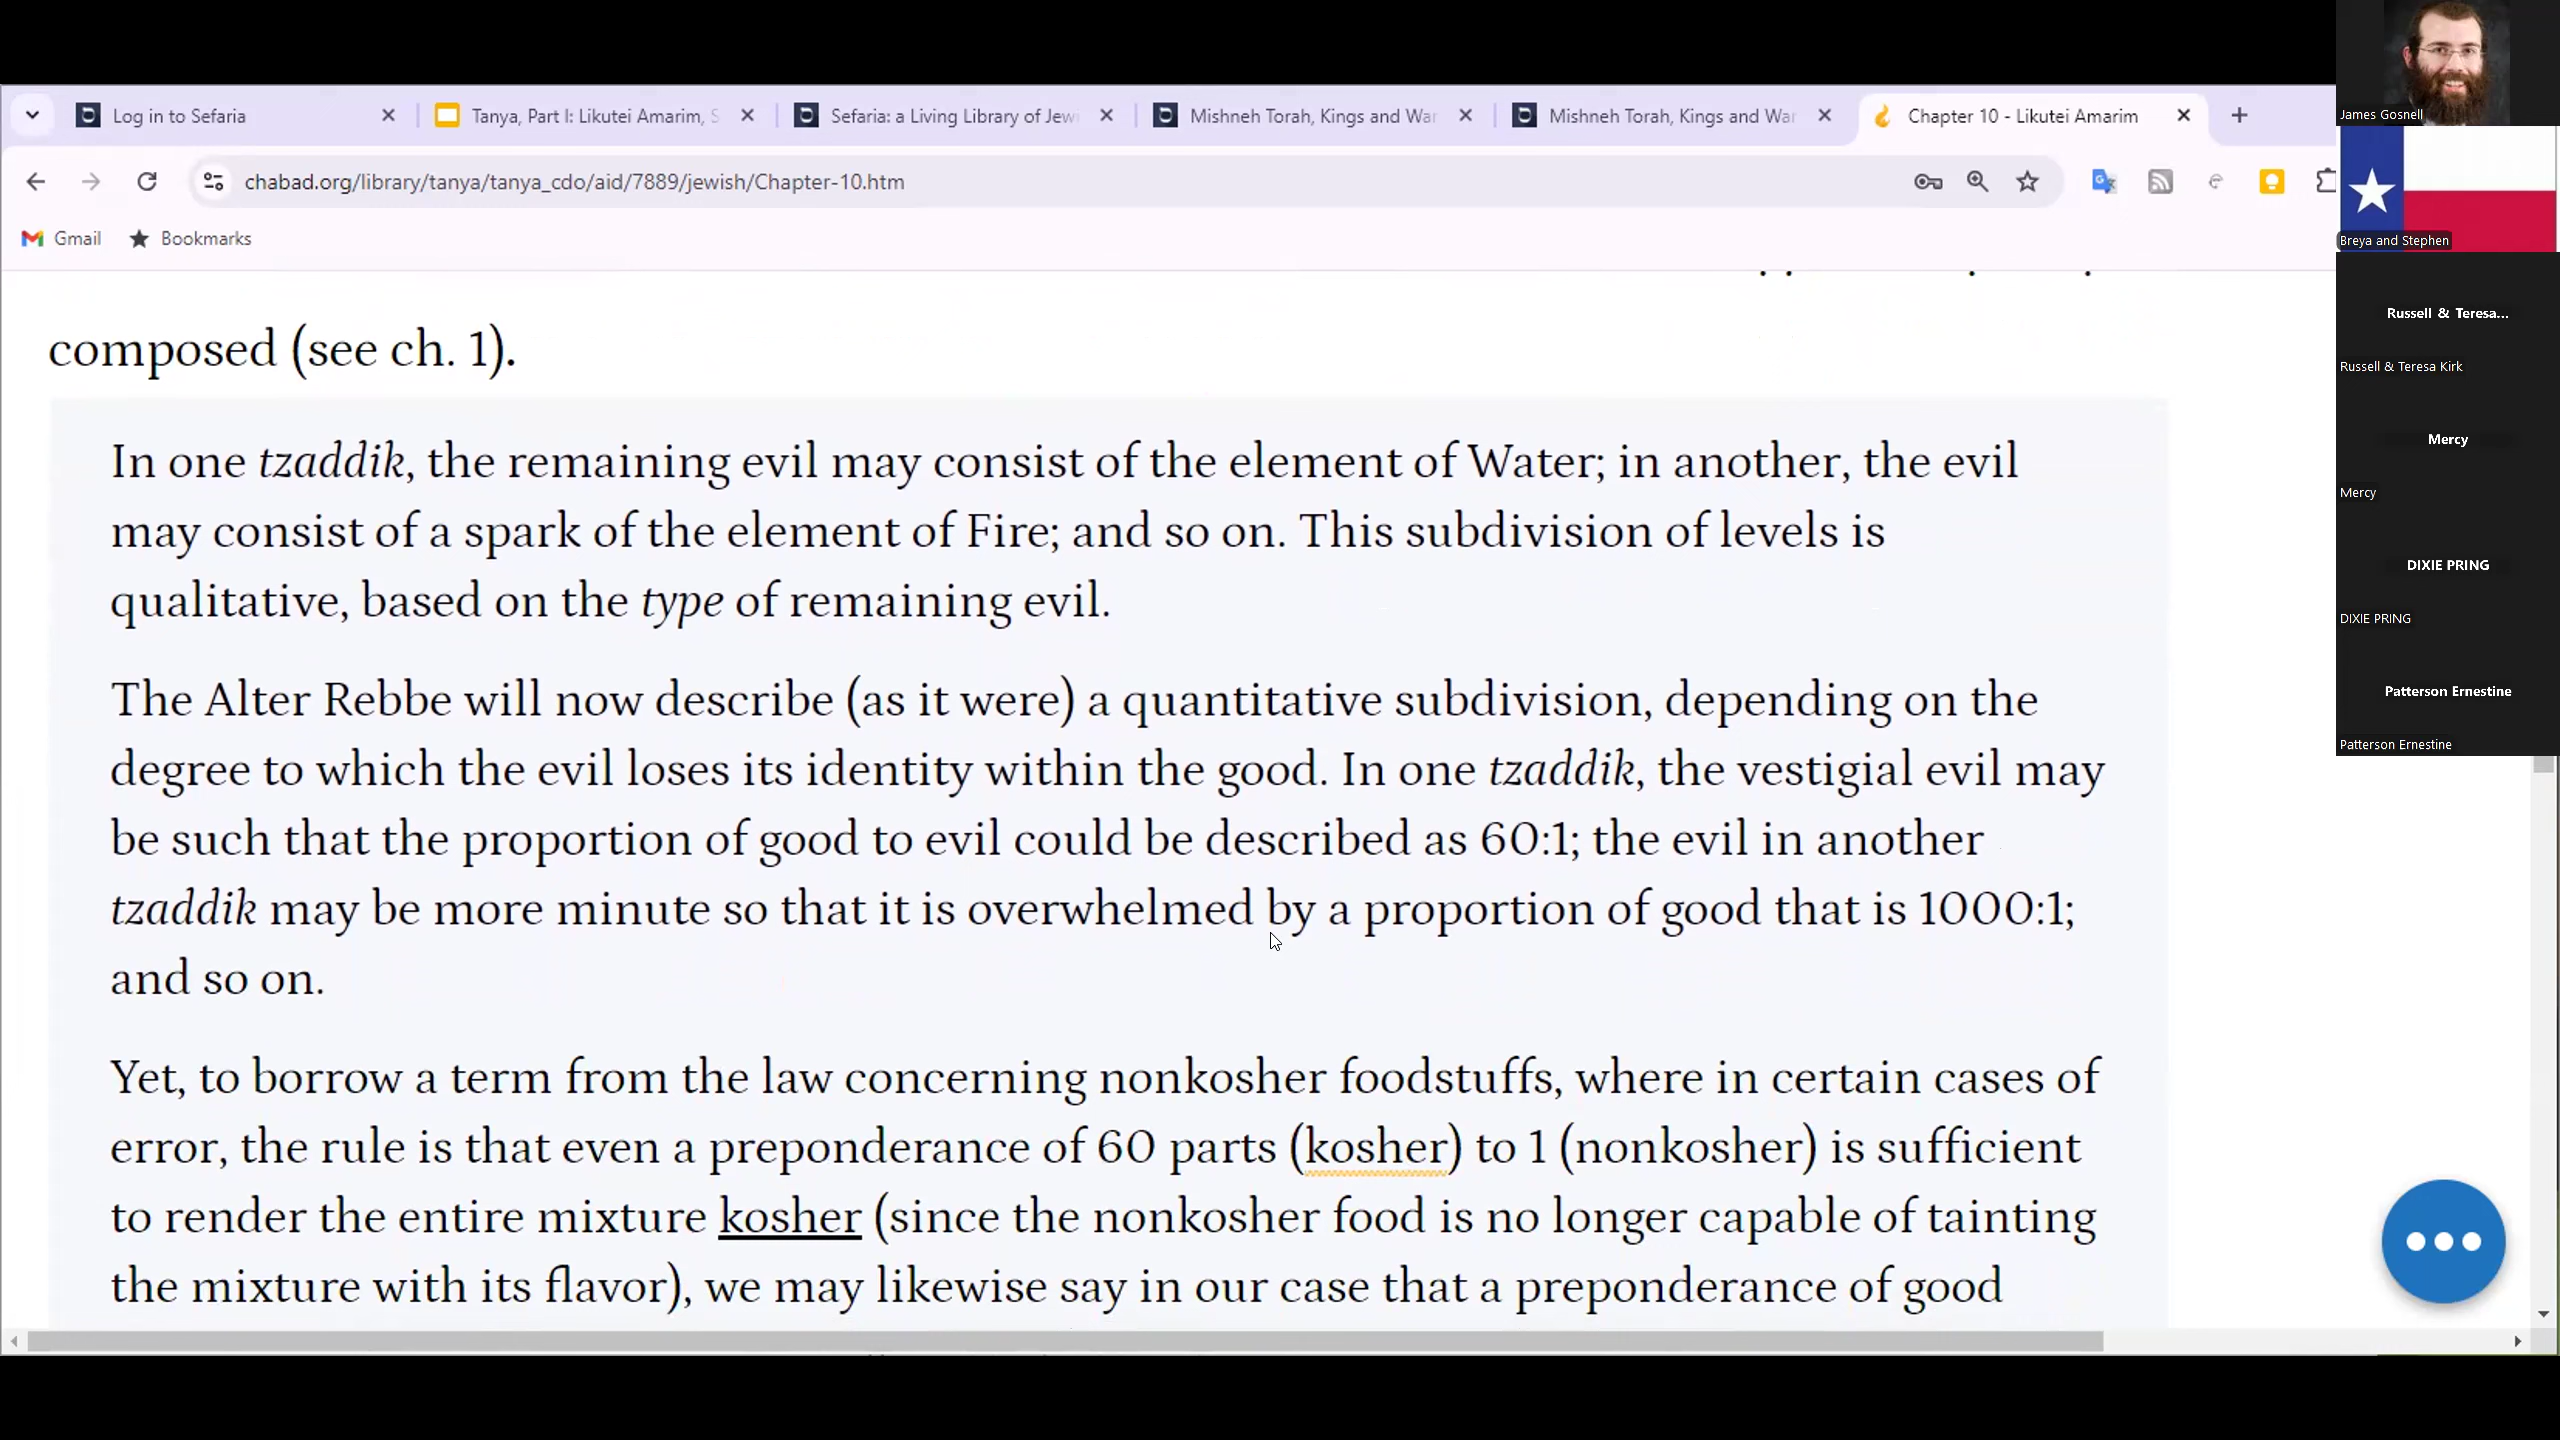 Log in to Sefaria
Tanya, Part I: Likutei Amarim, S
Sefaria: a Living Library of Jew
Mishneh Torah, Kings and War
Mishneh Torah, Kings and War
Chapter 10 - Likutei Amarim
chabad.org/library/tanya/tanya_cdo/aid/7889/jewish/Chapter-10.htm
Gmail
Bookmarks
composed (see ch. 1).
In one tzaddik, the remaining evil may consist of the element of Water; in another, the evil
may consist of a spark of the element of Fire; and so on. This subdivision of levels is
qualitative, based on the type of remaining evil.
The Alter Rebbe will now describe (as it were) a quantitative subdivision, depending on the
degree to which the evil loses its identity within the good. In one tzaddik, the vestigial evil may
be such that the proportion of good to evil could be described as 60:1; the evil in another
tzaddik may be more minute so that it is overwhelmed by a proportion of good that is 1000:1;
and so on.
Yet, to borrow a term from the law concerning nonkosher foodstuffs, where in certain cases of
error, the rule is that even a preponderance of 60 parts (kosher) to 1 (nonkosher) is sufficient
to render the entire mixture kosher (since the nonkosher food is no longer capable of tainting
the mixture with its flavor), we may likewise say in our case that a preponderance of good
James Gosnell
Breya and Stephen
Russell & Teresa...
Russell & Teresa Kirk
Mercy
Mercy
DIXIE PRING
DIXIE PRING
Patterson Ernestine
Patterson Ernestine